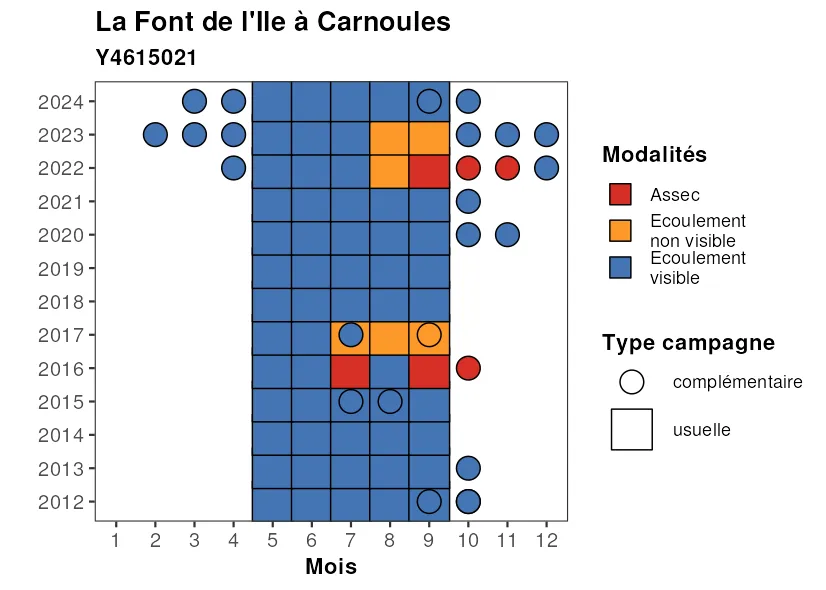 La Font de l'Ile à Carnoules
Y4615021
2024
2023
2022
2021
2020
2019
2018
2017
2016
2015
2014
2013
2012
1 2 3 4 5 6 7 8 9 10 11 12
Mois
Modalités
Assec
Ecoulement
non visible
Ecoulement
visible
Type campagne
complémentaire
usuelle